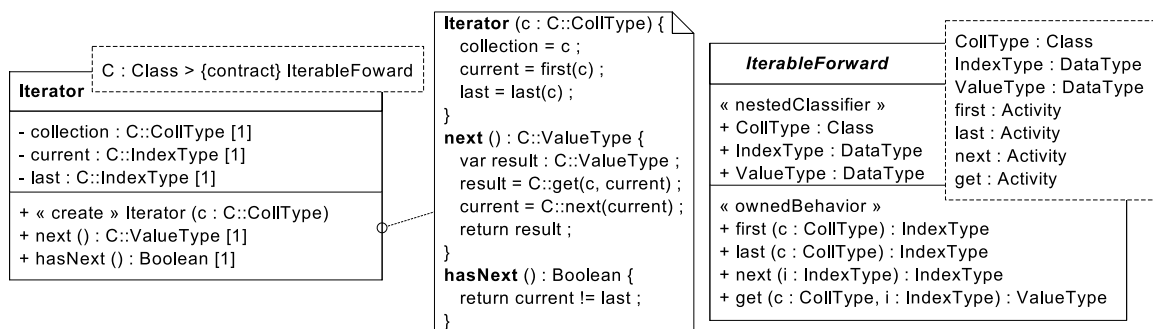 C : Class > {contract} IterableFoward
Iterator
- collection : C::CollType [1]
- current : C::IndexType [1]
- last : C::IndexType [1]
+ « create » Iterator (c : C::CollType)
+ next () : C::ValueType [1]
+ hasNext () : Boolean [1]
Iterator (c : C::CollType) {
collection = c ;
current = first(c) ;
last = last(c) ;
}
next () : C::ValueType {
var result : C::ValueType ;
result = C::get(c, current) ;
current = C::next(current) ;
return result ;
}
hasNext () : Boolean {
return current != last ;
}
CollType : Class
IndexType : DataType
ValueType : DataType
first : Activity
last : Activity
next : Activity
get : Activity
IterableForward
« nestedClassifier »
+ CollType : Class
+ IndexType : DataType
+ ValueType : DataType
« ownedBehavior »
+ first (c : CollType) : IndexType
+ last (c : CollType) : IndexType
+ next (i : IndexType) : IndexType
+ get (c : CollType, i : IndexType) : ValueType